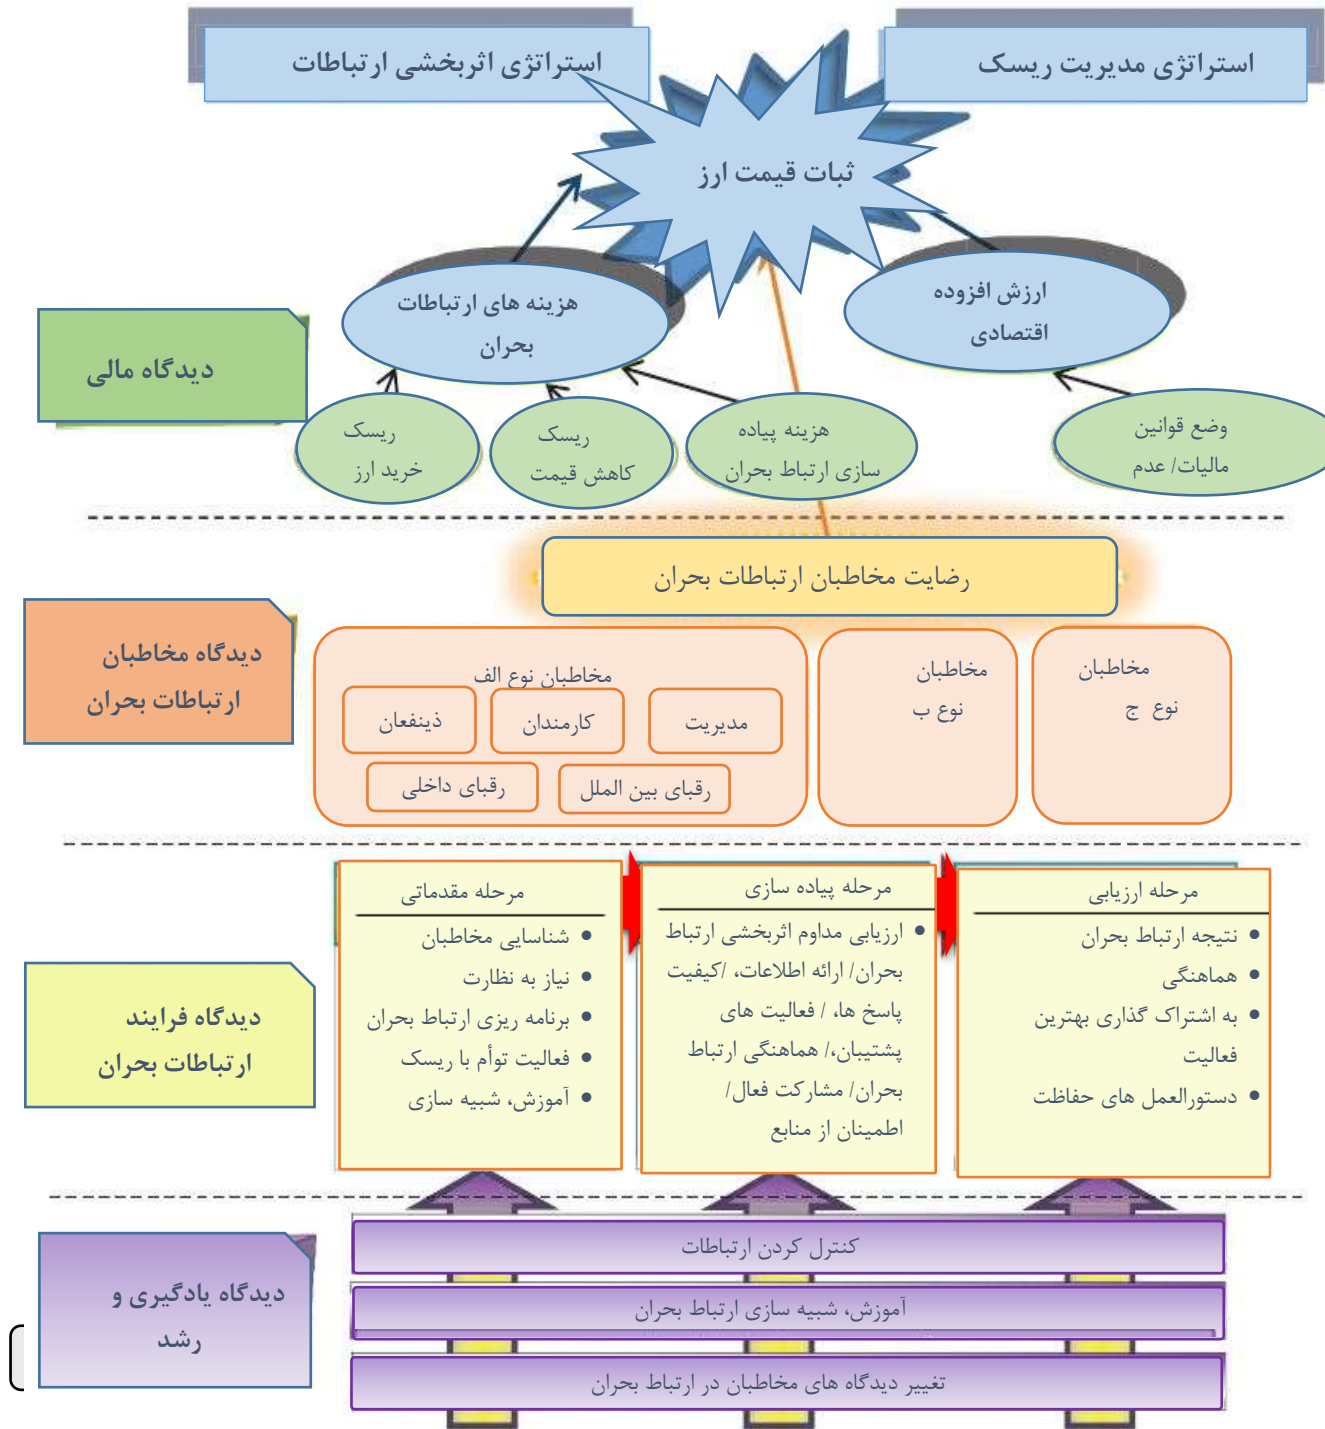 استراتژی مدیریت ریسک
استراتژی اثربخشی ارتباطات
ثبات قیمت ارز
ارزش افزوده
اقتصادی
هزینه های ارتباطات
بحران
دیدگاه مالی
وضع قوانین
مالیات/ عدم
هزینه پیاده
سازی ارتباط بحران
ریسک
کاهش قیمت
ریسک
خرید ارز
رضایت مخاطبان ارتباطات بحران
دیدگاه مخاطبان
ارتباطات بحران
مخاطبان
نوع ج
مخاطبان
نوع ب
مخاطبان نوع الف
مدیریت
کارمندان
ذینفعان
رقبای بین الملل
رقبای داخلی
دیدگاه فرایند
ارتباطات بحران
مرحله مقدماتی
• شناسایی مخاطبان
• نیاز به نظارت
• برنامه ریزی ارتباط بحران
• فعالیت توأم با ریسک
• آموزش، شبیه سازی
مرحله پیاده سازی
• ارزیابی مداوم اثربخشی ارتباط
بحران/ ارائه اطلاعات، /کیفیت
پاسخ ها، / فعالیت های
پشتیبان،/ هماهنگی ارتباط
بحران/ مشارکت فعال/
اطمینان از منابع
مرحله ارزیابی
• نتیجه ارتباط بحران
• هماهنگی
• به اشتراک گذاری بهترین
فعالیت
• دستورالعمل های حفاظت
دیدگاه یادگیری و
رشد
کنترل کردن ارتباطات
آموزش، شبیه سازی ارتباط بحران
تغییر دیدگاه های مخاطبان در ارتباط بحران